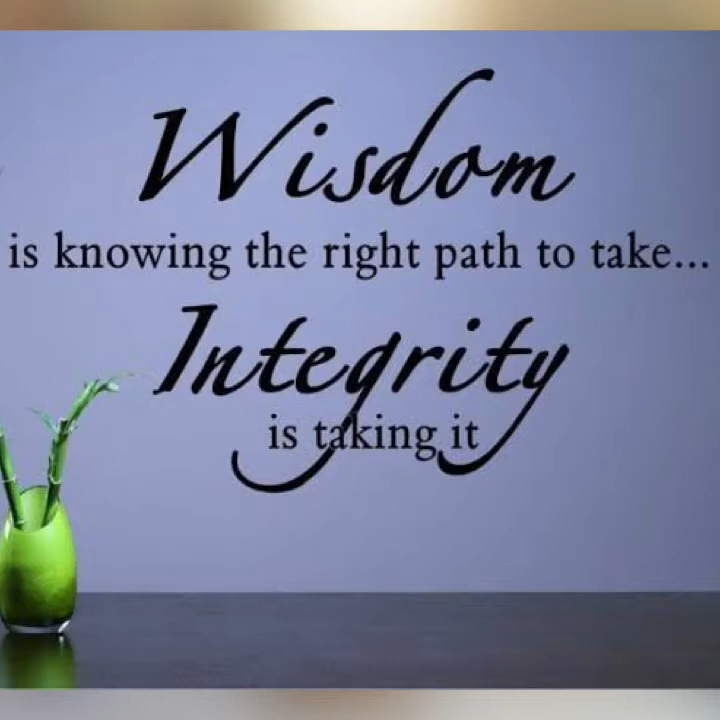 Wisdom
is knowing the right path to take...
Integrity
is taking it